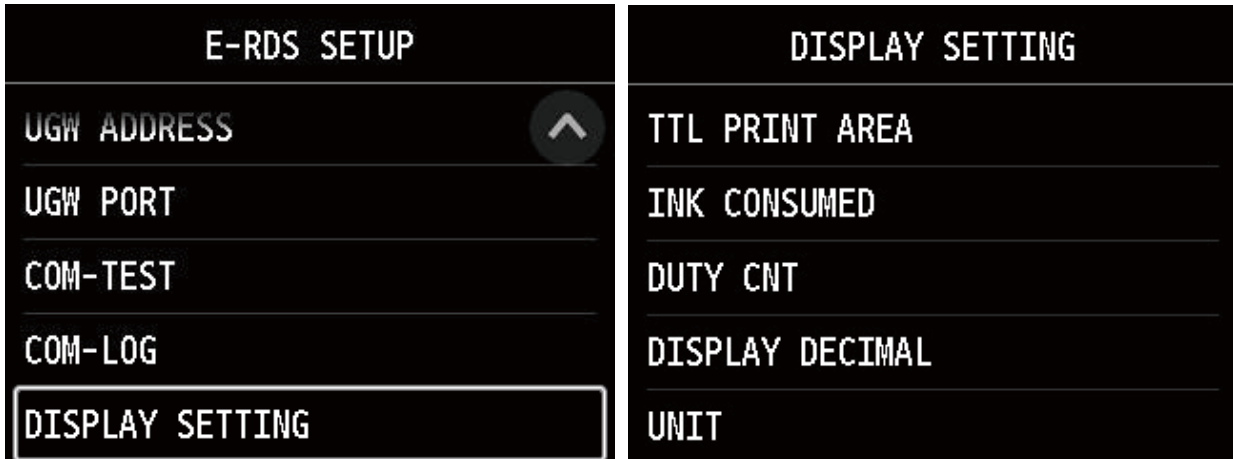 E-RDS SETUP
UGW ADDRESS
UGW PORT
COM-TEST
COM-LOG
DISPLAY SETTING
DISPLAY SETTING
TTL PRINT AREA
INK CONSUMED
DUTY CNT
DISPLAY DECIMAL
UNIT